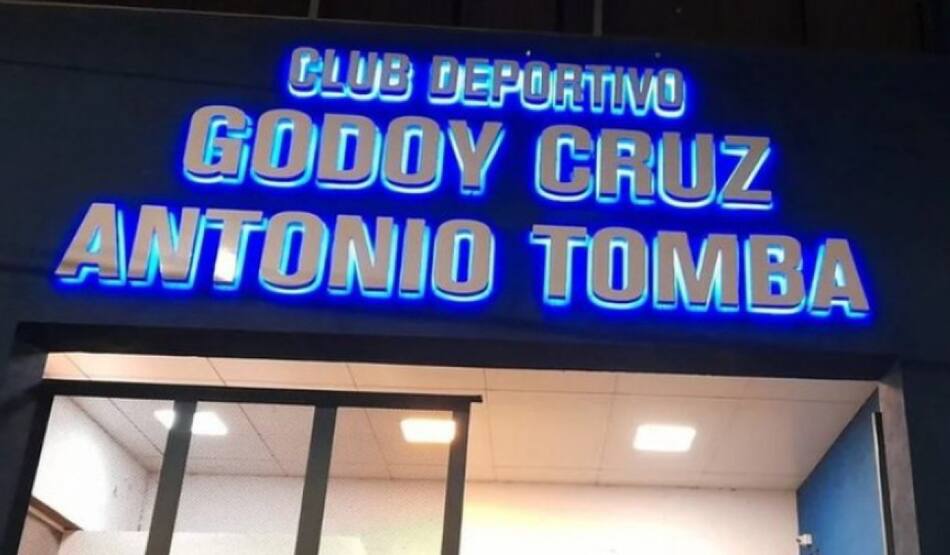 CLUB DEPORTIVO
GODOY CRUZ
ANTONIO TOMBA